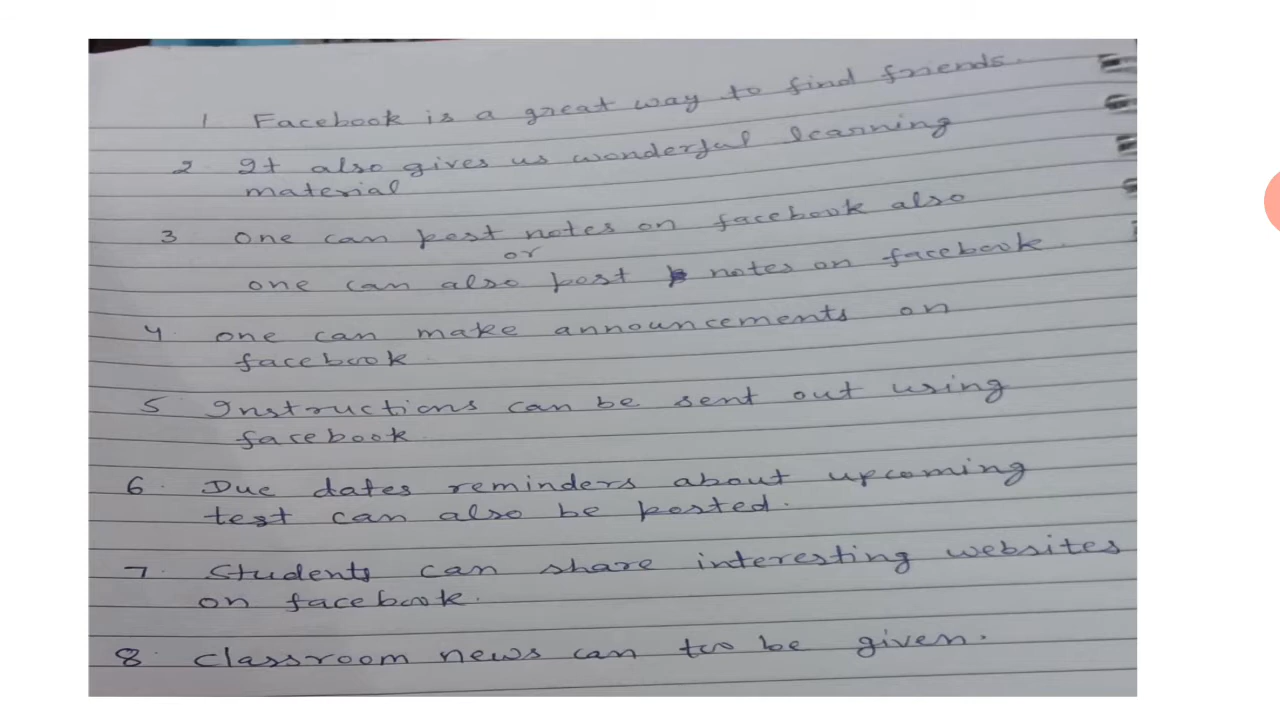 1 Facebook is a great way to find friends.
2. It also gives us wonderful learning
material
3 One can post notes on facebook also
or
one can also post notes on facebook.
4. one can make announcements on
facebook.
5. Instructions can be sent out using
facebook.
6. Due dates reminders about upcoming
test can also be posted.
7. Students can share interesting websites
on facebook.
8. Classroom news can too be given.